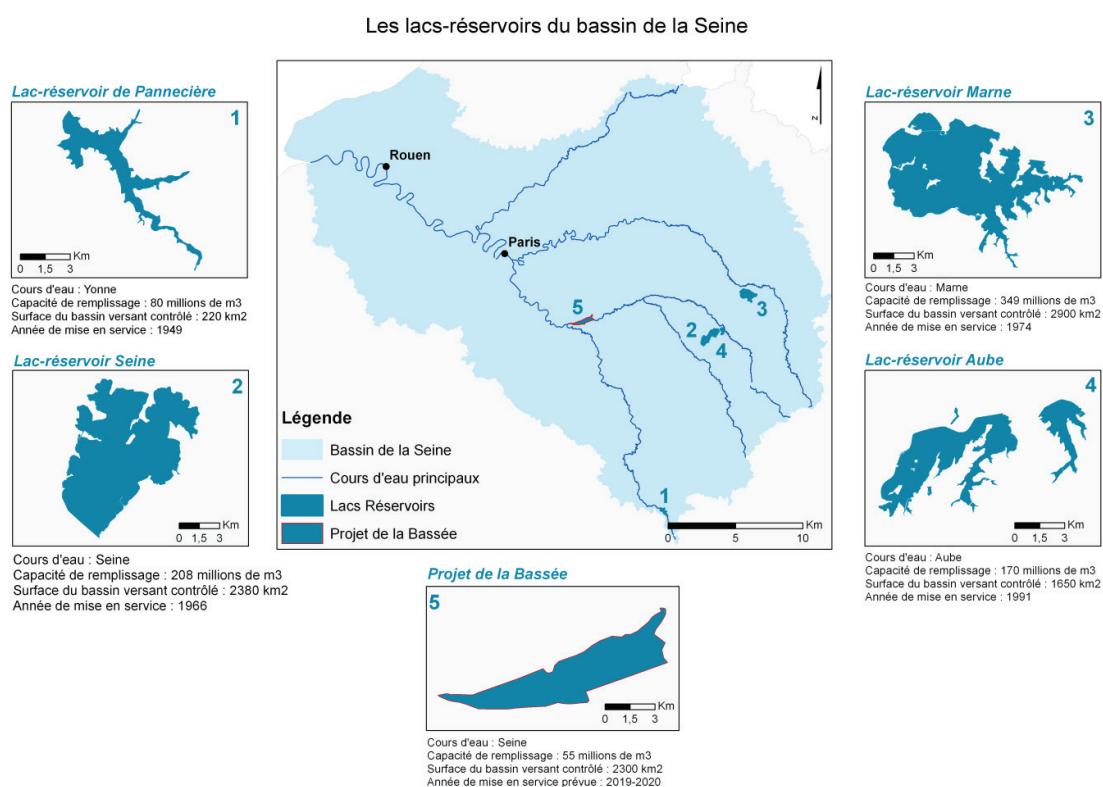 Les lacs-réservoirs du bassin de la Seine
Lac-réservoir de Pannecière
1
Km
0 1,5 3
Cours d'eau : Yonne
Capacité de remplissage : 80 millions de m3
Surface du bassin versant contrôlé : 220 km2
Année de mise en service : 1949
Lac-réservoir Seine
2
Km
0 1,5 3
Cours d'eau : Seine
Capacité de remplissage : 208 millions de m3
Surface du bassin versant contrôlé : 2380 km2
Année de mise en service : 1966
N
Rouen
Paris
5
3
2
4
1
Légende
Bassin de la Seine
Cours d'eau principaux
Lacs Réservoirs
Projet de la Bassée
Km
0 5 10
Lac-réservoir Marne
3
Km
0 1,5 3
Cours d'eau : Marne
Capacité de remplissage : 349 millions de m3
Surface du bassin versant contrôlé : 2900 km2
Année de mise en service : 1974
Lac-réservoir Aube
4
Km
0 1,5 3
Cours d'eau : Aube
Capacité de remplissage : 170 millions de m3
Surface du bassin versant contrôlé : 1650 km2
Année de mise en service : 1991
Projet de la Bassée
5
Km
0 1,5 3
Cours d'eau : Seine
Capacité de remplissage : 55 millions de m3
Surface du bassin versant contrôlé : 2300 km2
Année de mise en service prévue : 2019-2020